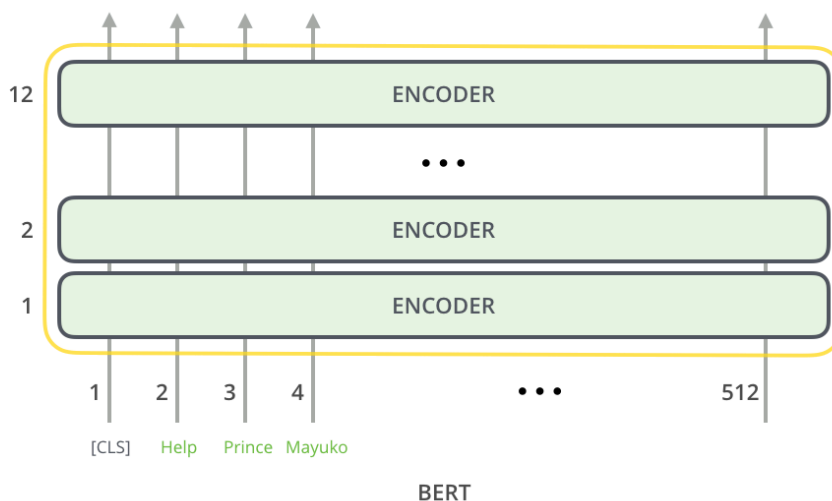 12 ENCODER
...
2 ENCODER
1 ENCODER
1 2 3 4 ... 512
[CLS] Help Prince Mayuko
BERT